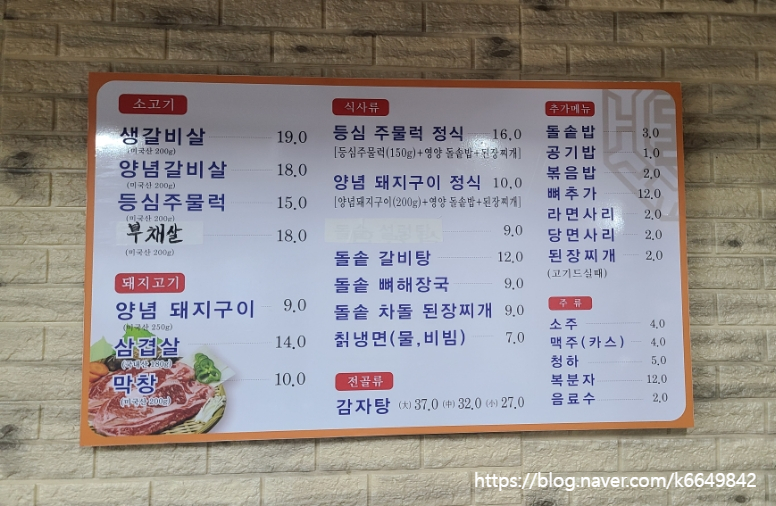 소고기
생갈비살 19.0
(미국산 200g)
양념갈비살 18.0
(미국산 200g)
등심주물럭 15.0
(미국산 200g)
부채살 18.0
(미국산 200g)
돼지고기
양념 돼지구이 9.0
(미국산 250g)
삼겹살 14.0
막창 10.0
(미국산 200g)
식사류
등심 주물럭 정식 16.0
[등심주물럭(150g)+영양 돌솥밥+된장찌개]
양념 돼지구이 정식 10.0
[양념돼지구이(200g)+영양 돌솥밥+된장찌개]
9.0
돌솥 갈비탕 12.0
돌솥 뼈해장국 9.0
돌솥 차돌 된장찌개 9.0
칡냉면(물,비빔) 7.0
전골류
감자탕 (大) 37.0 (中) 32.0 (小) 27.0
추가메뉴
돌솥밥 3.0
공기밥 1.0
볶음밥 2.0
뼈추가 12.0
라면사리 2.0
당면사리 2.0
된장찌개 2.0
(고기드실때)
주 류
소주 4.0
맥주(카스) 4.0
청하 5.0
복분자 12.0
음료수 2.0
https://blog.naver.com/k6649842